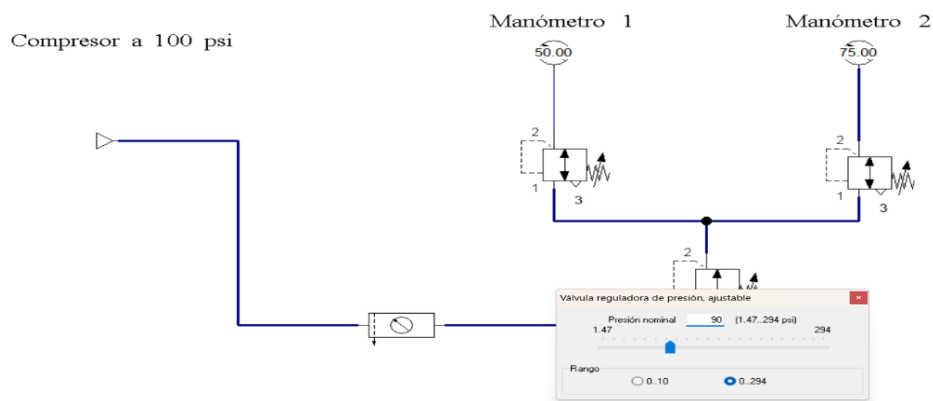 Manómetro 1
Manómetro 2
Compresor a 100 psi
50.00
75.00
2
1
3
2
1
3
2
Válvula reguladora de presión, ajustable
Presión nominal 90 (1.47..294 psi)
1.47 294
Rango
0..10 0..294